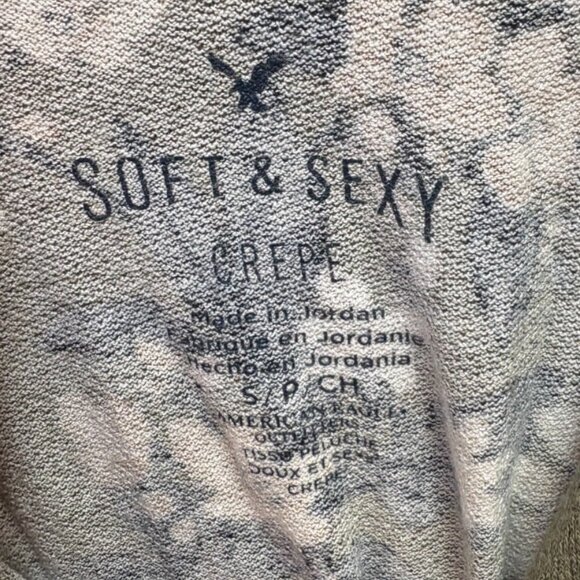 SOFT & SEXY
CREPE
Made in Jordan
Fabriqué en Jordanie
Hecho en Jordania
S/P/CH
AMERICAN EAGLE
OUTFITTERS
TISSU PELUCHE
DOUX ET SEXY
CREPE